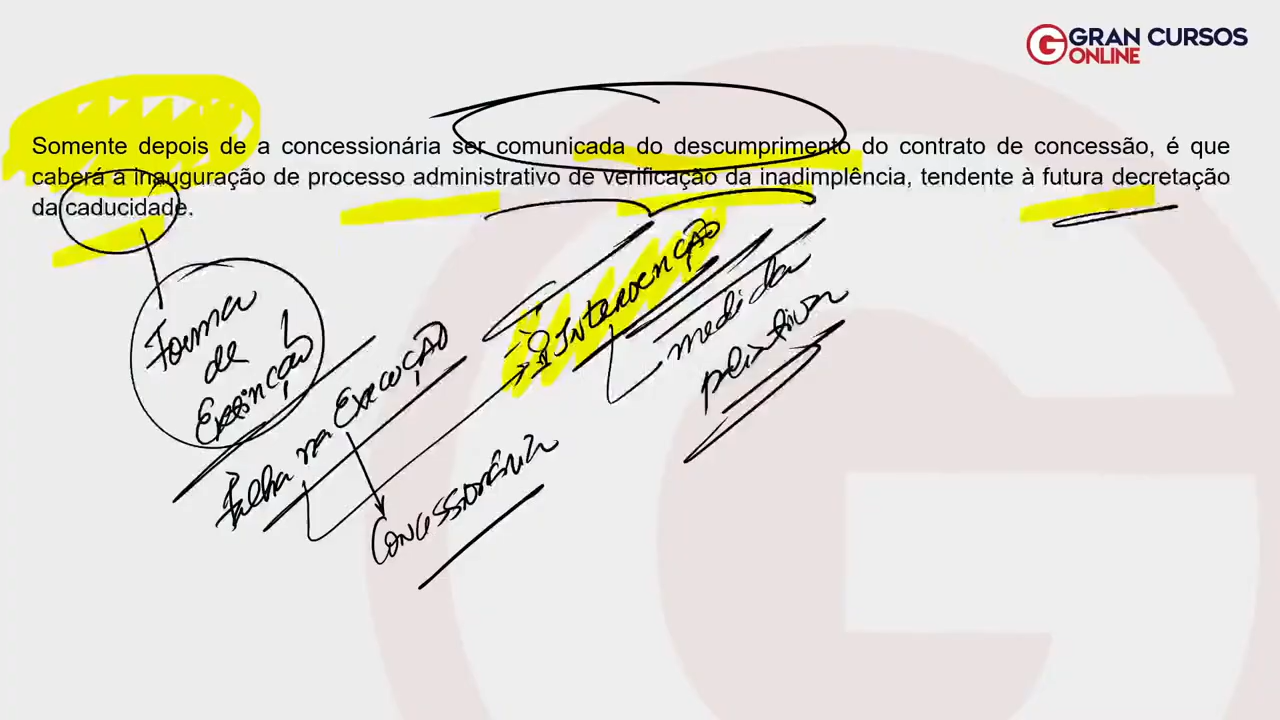 GRAN CURSOS
ONLINE
Somente depois de a concessionária ser comunicada do descumprimento do contrato de concessão, é que
caberá a inauguração de processo administrativo de verificação da inadimplência, tendente à futura decretação
da caducidade.
Forma
de
Extinção
Falha na Execução
Concessionária
Intervenção
medida